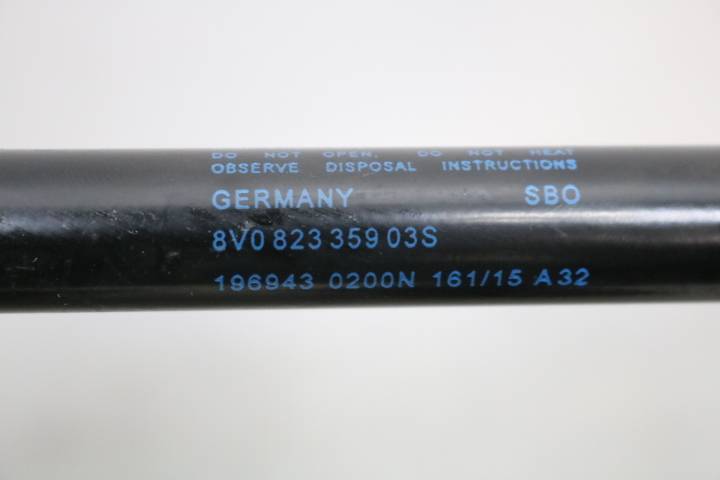 DO NOT OPEN, DO NOT HEAT
OBSERVE DISPOSAL INSTRUCTIONS
GERMANY SBO
8V0 823 359 03S
196943 0200N 161/15 A32